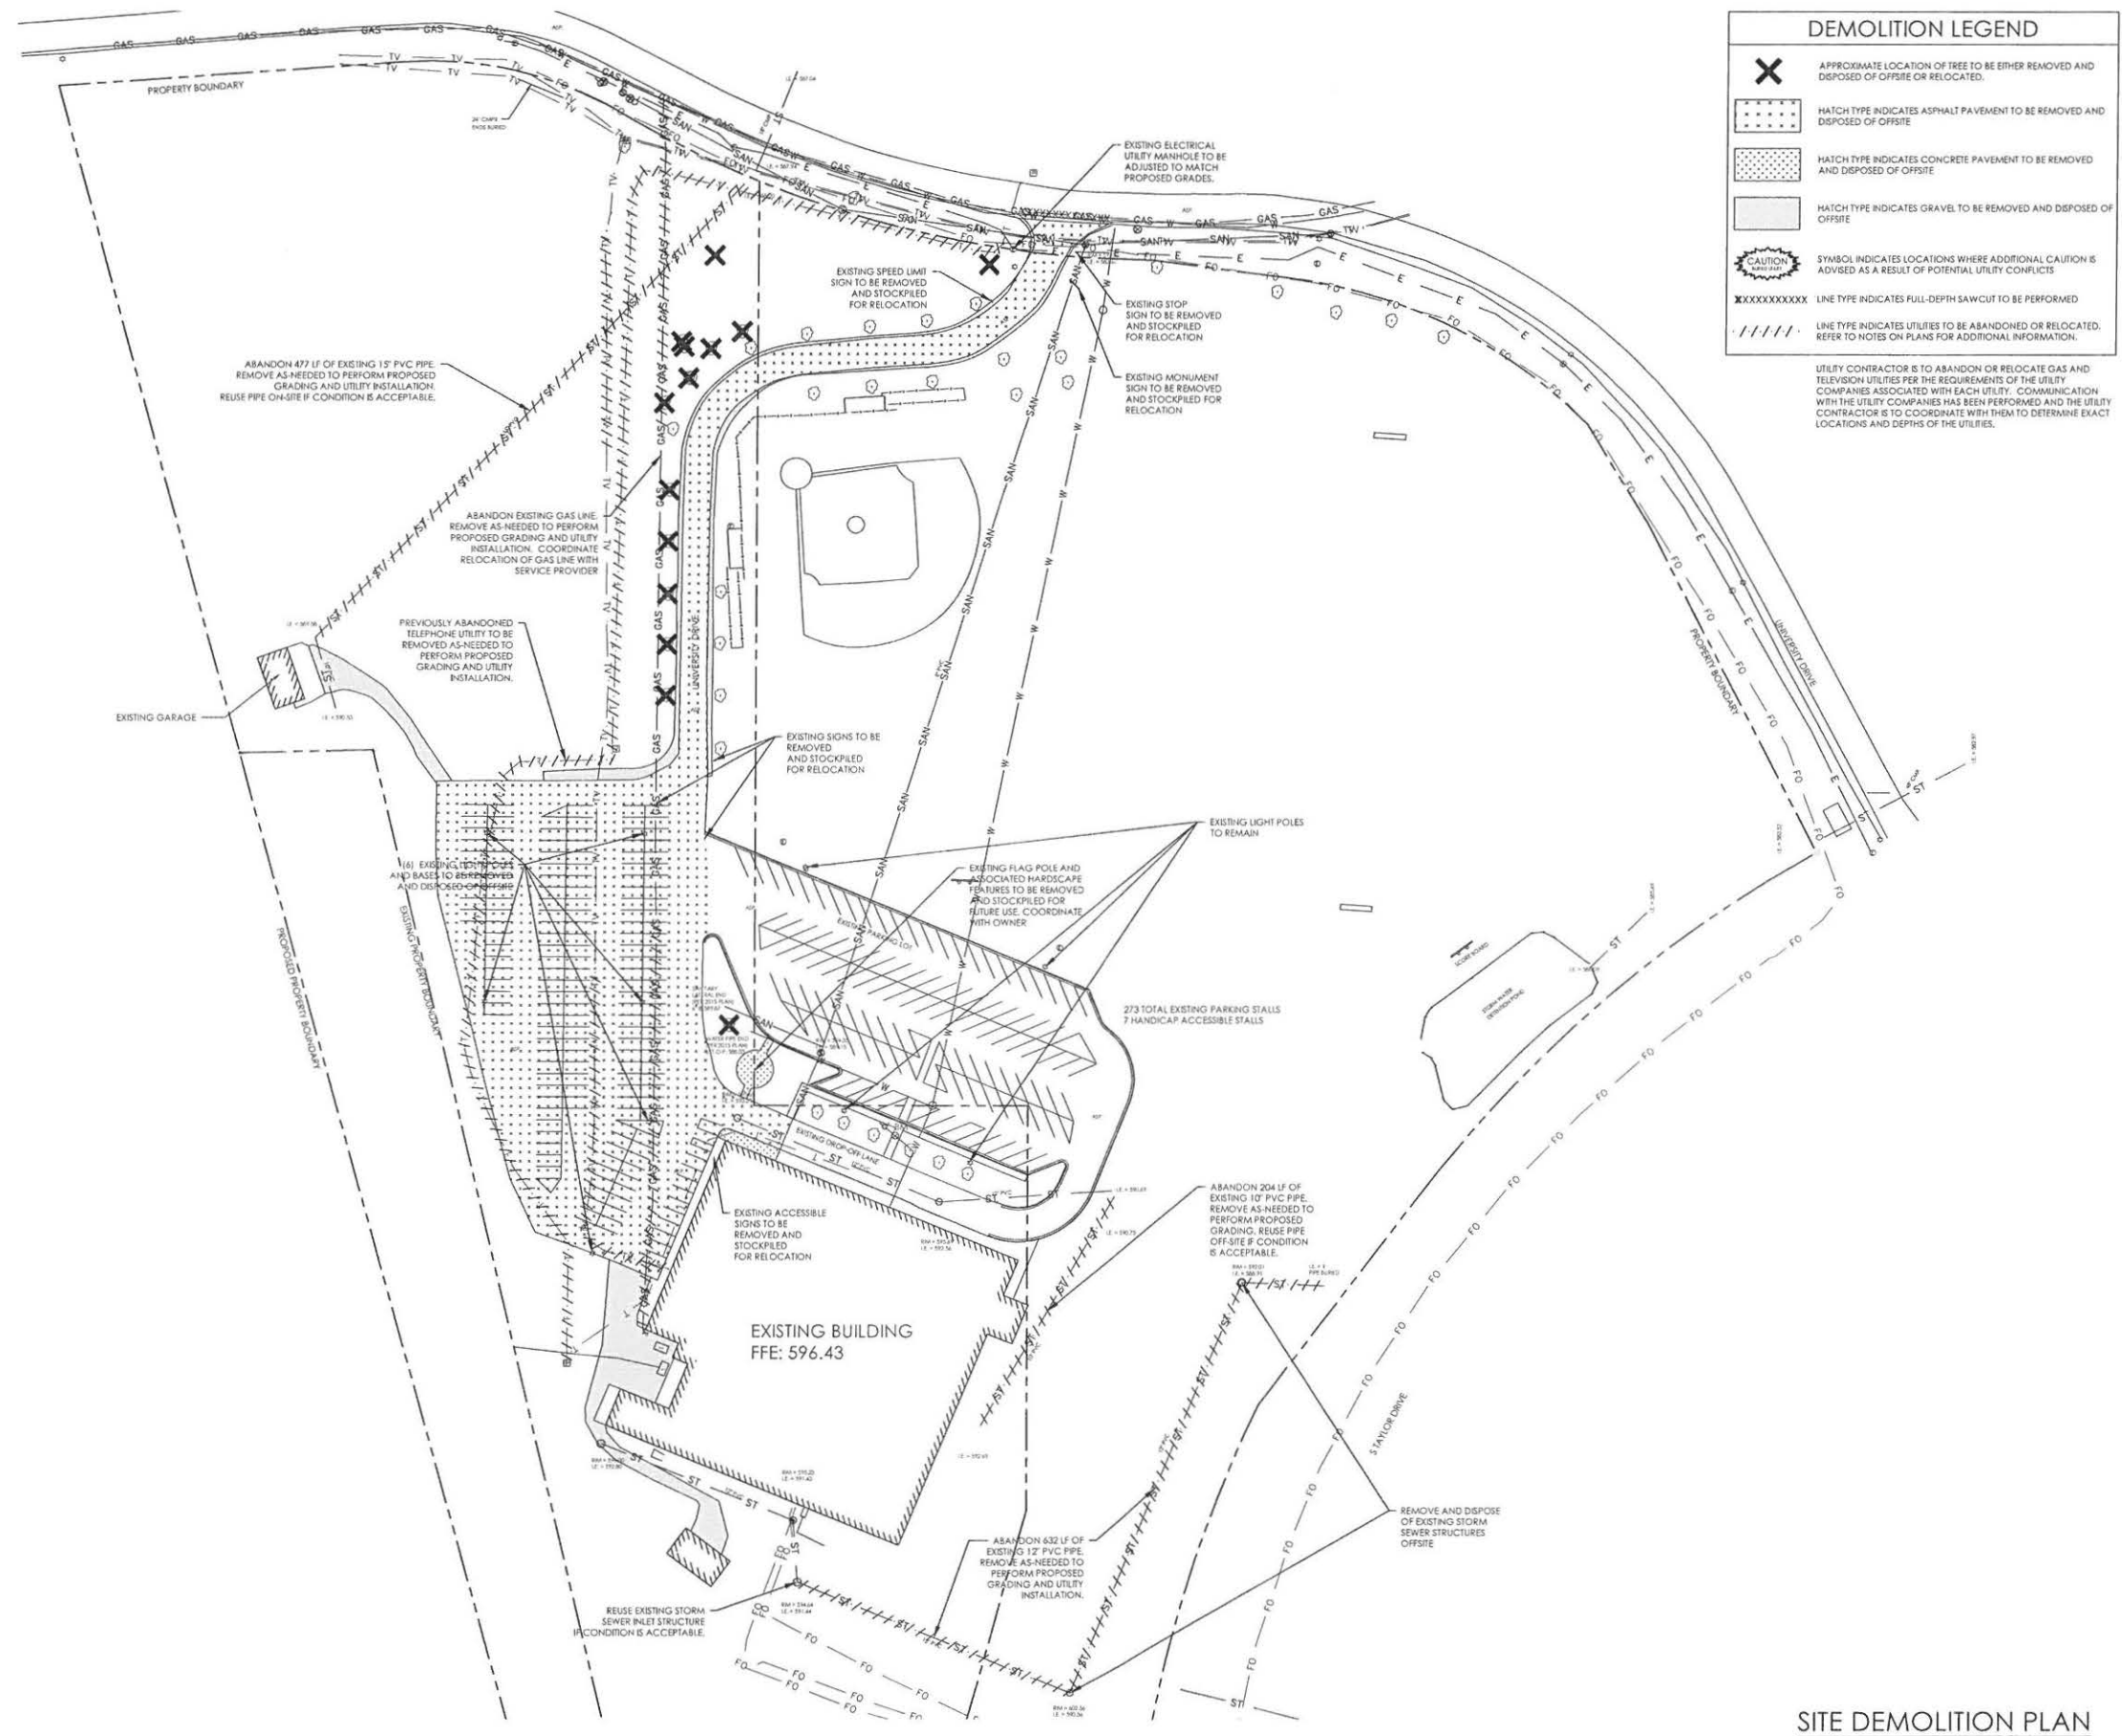 DEMOLITION LEGEND
APPROXIMATE LOCATION OF TREE TO BE EITHER REMOVED AND
DISPOSED OF OFFSITE OR RELOCATED.
HATCH TYPE INDICATES ASPHALT PAVEMENT TO BE REMOVED AND
DISPOSED OF OFFSITE
HATCH TYPE INDICATES CONCRETE PAVEMENT TO BE REMOVED
AND DISPOSED OF OFFSITE
HATCH TYPE INDICATES GRAVEL TO BE REMOVED AND DISPOSED OF
OFFSITE
CAUTION
SYMBOL INDICATES LOCATIONS WHERE ADDITIONAL CAUTION IS
ADVISED AS A RESULT OF POTENTIAL UTILITY CONFLICTS
LINE TYPE INDICATES FULL-DEPTH SAWCUT TO BE PERFORMED
LINE TYPE INDICATES UTILITIES TO BE ABANDONED OR RELOCATED.
REFER TO NOTES ON PLANS FOR ADDITIONAL INFORMATION.
UTILITY CONTRACTOR IS TO ABANDON OR RELOCATE GAS AND
TELEVISION UTILITIES PER THE REQUIREMENTS OF THE UTILITY
COMPANIES ASSOCIATED WITH EACH UTILITY. COMMUNICATION
WITH THE UTILITY COMPANIES HAS BEEN PERFORMED AND THE UTILITY
CONTRACTOR IS TO COORDINATE WITH THEM TO DETERMINE EXACT
LOCATIONS AND DEPTHS OF THE UTILITIES.
PROPERTY BOUNDARY
EXISTING ELECTRICAL
UTILITY MANHOLE TO BE
ADJUSTED TO MATCH
PROPOSED GRADES.
EXISTING SPEED LIMIT
SIGN TO BE REMOVED
AND STOCKPILED
FOR RELOCATION
EXISTING STOP
SIGN TO BE REMOVED
AND STOCKPILED
FOR RELOCATION
EXISTING MONUMENT
SIGN TO BE REMOVED
AND STOCKPILED FOR
RELOCATION
ABANDON 477 LF OF EXISTING 15" PVC PIPE.
REMOVE AS-NEEDED TO PERFORM PROPOSED
GRADING AND UTILITY INSTALLATION.
REUSE PIPE ON-SITE IF CONDITION IS ACCEPTABLE.
ABANDON EXISTING GAS LINE.
REMOVE AS-NEEDED TO PERFORM
PROPOSED GRADING AND UTILITY
INSTALLATION. COORDINATE
RELOCATION OF GAS LINE WITH
SERVICE PROVIDER
PREVIOUSLY ABANDONED
TELEPHONE UTILITY TO BE
REMOVED AS-NEEDED TO
PERFORM PROPOSED
GRADING AND UTILITY
INSTALLATION.
UNIVERSITY DRIVE
PROPERTY BOUNDARY
UNIVERSITY DRIVE
EXISTING GARAGE
EXISTING SIGNS TO BE
REMOVED
AND STOCKPILED
FOR RELOCATION
EXISTING LIGHT POLES
TO REMAIN
(6) EXISTING LIGHT POLES
AND BASES TO BE REMOVED
AND DISPOSED OF OFFSITE
EXISTING FLAG POLE AND
ASSOCIATED HARDSCAPE
FEATURES TO BE REMOVED
AND STOCKPILED FOR
FUTURE USE. COORDINATE
WITH OWNER
EXISTING PARKING LOT
PROPOSED PROPERTY BOUNDARY
EXISTING PROPERTY BOUNDARY
SCORE BOARD
STORM WATER
DETENTION POND
273 TOTAL EXISTING PARKING STALLS
7 HANDICAP ACCESSIBLE STALLS
EXISTING DROP-OFF LANE
ABANDON 204 LF OF
EXISTING 10" PVC PIPE.
REMOVE AS-NEEDED TO
PERFORM PROPOSED
GRADING. REUSE PIPE
OFF-SITE IF CONDITION
IS ACCEPTABLE.
EXISTING ACCESSIBLE
SIGNS TO BE
REMOVED AND
STOCKPILED
FOR RELOCATION
EXISTING BUILDING
FFE: 596.43
S TAYLOR DRIVE
REMOVE AND DISPOSE
OF EXISTING STORM
SEWER STRUCTURES
OFFSITE
ABANDON 632 LF OF
EXISTING 12" PVC PIPE.
REMOVE AS-NEEDED TO
PERFORM PROPOSED
GRADING AND UTILITY
INSTALLATION.
REUSE EXISTING STORM
SEWER INLET STRUCTURE
IF CONDITION IS ACCEPTABLE.
SITE DEMOLITION PLAN